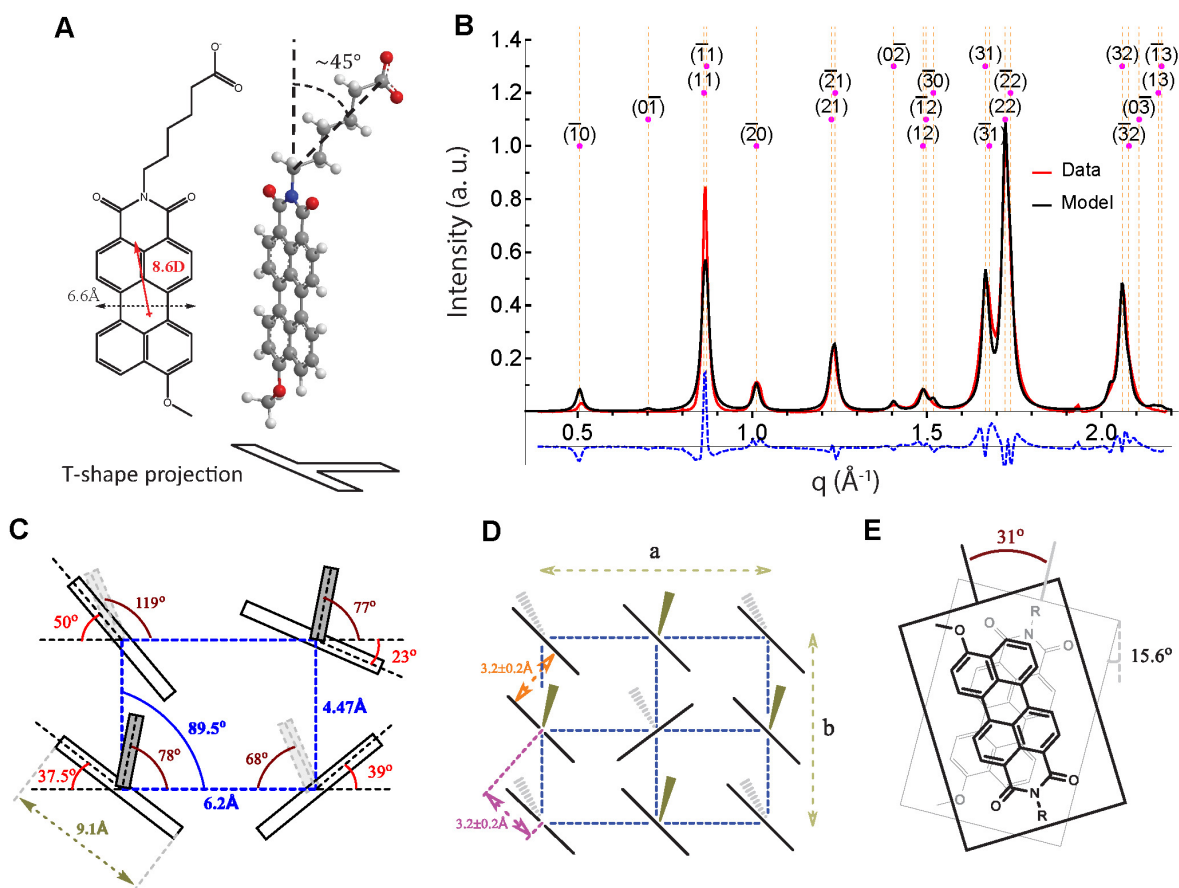 A
O⁻
O
~45°
O
N
O
8.6D
6.6Å
O
T-shape projection
B
1.4
1.2
1.0
0.8
0.6
0.4
0.2
Intensity (a. u.)
(1̅1)
(02̅)
(31)
(32)
(1̅3)
(11)
(2̅1)
(3̅0)
(2̅2)
(13)
(01̅)
(21)
(1̅2)
(22)
(03̅)
(1̅0)
(2̅0)
(12)
(3̅1)
(3̅2)
Data
Model
0.5
1.0
1.5
2.0
q (Å⁻¹)
C
119°
50°
77°
23°
89.5°
4.47Å
37.5°
78°
68°
39°
6.2Å
9.1Å
D
a
3.2±0.2Å
b
3.2±0.2Å
E
31°
R
O
N
O
O
15.6°
O
O
N
O
R